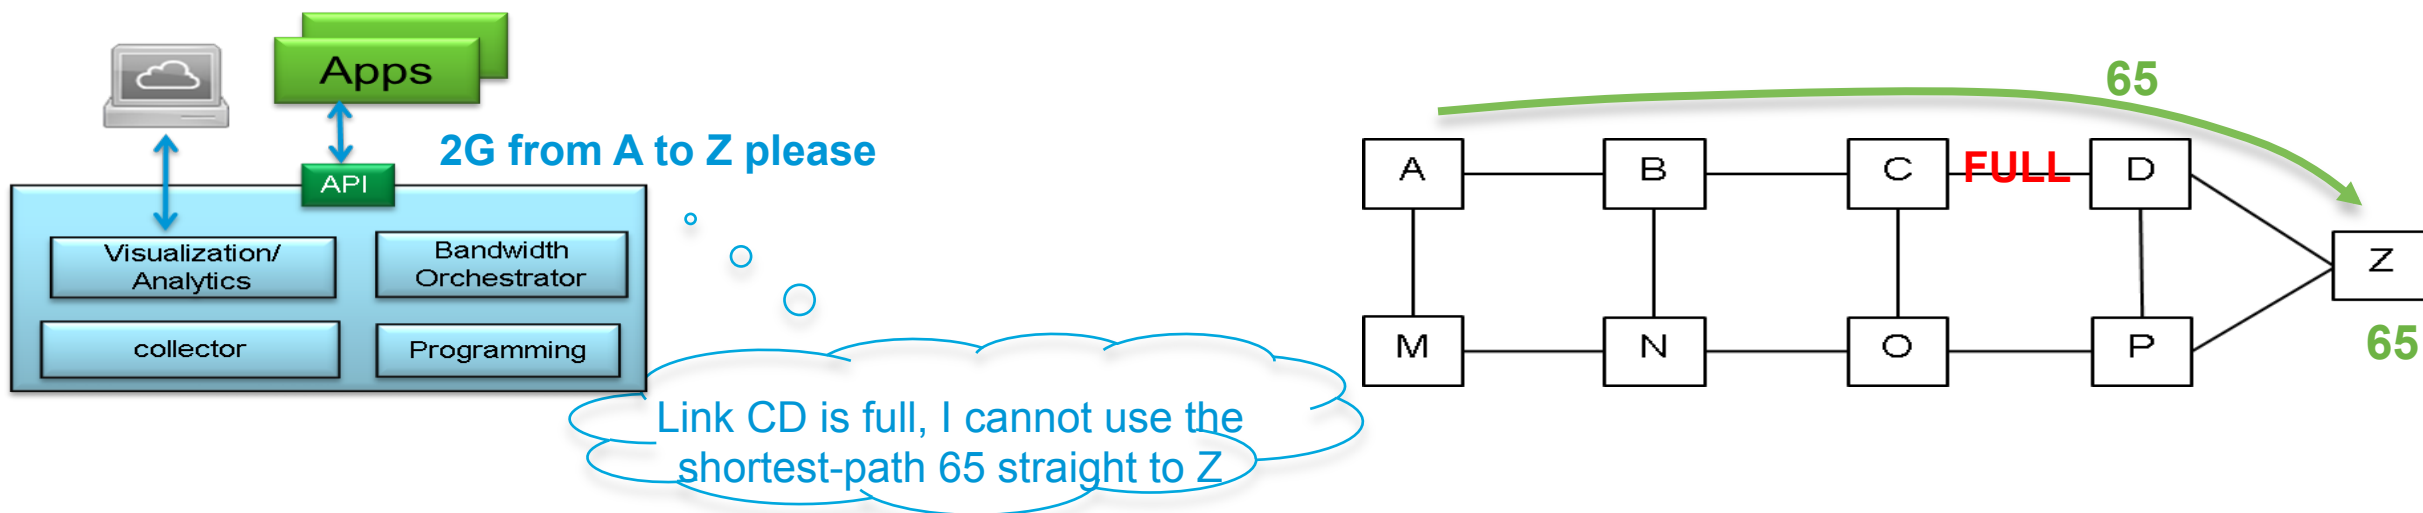 Apps
2G from A to Z please
API
Visualization/
Analytics
Bandwidth
Orchestrator
collector
Programming
Link CD is full, I cannot use the
shortest-path 65 straight to Z
65
A
B
C
FULL
D
Z
M
N
O
P
65